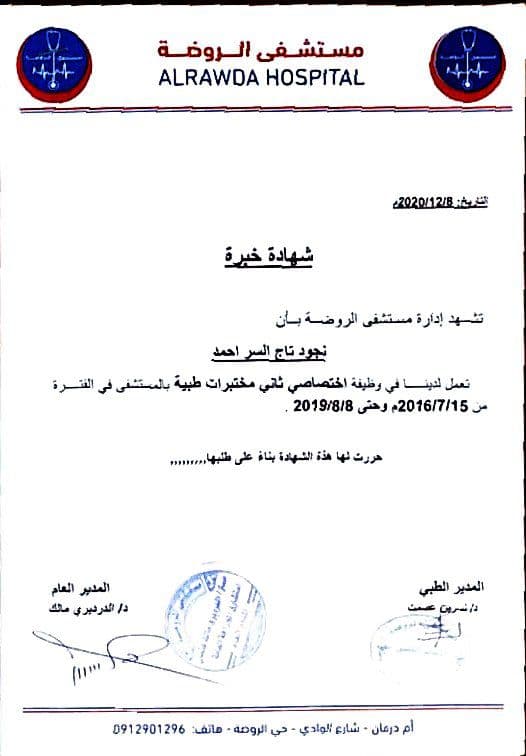 مستشفى الروضة
ALRAWDA HOSPITAL
التاريخ: 2020/12/8م
شهادة خبرة
تشهد إدارة مستشفى الروضة بأن
نجود تاج السر احمد
تعمل لدينا في وظيفة اختصاصي ثاني مختبرات طبية بالمستشفى في الفترة
من 2016/7/15م وحتى 2019/8/8 .
حررت لها هذة الشهادة بناءً على طلبها,,,,,,,,,
المدير الطبي
د/ نسرين عصمت
المدير العام
د/ الدرديري مالك
أم درمان - شارع الوادي - حي الروضة - هاتف: 0912901296